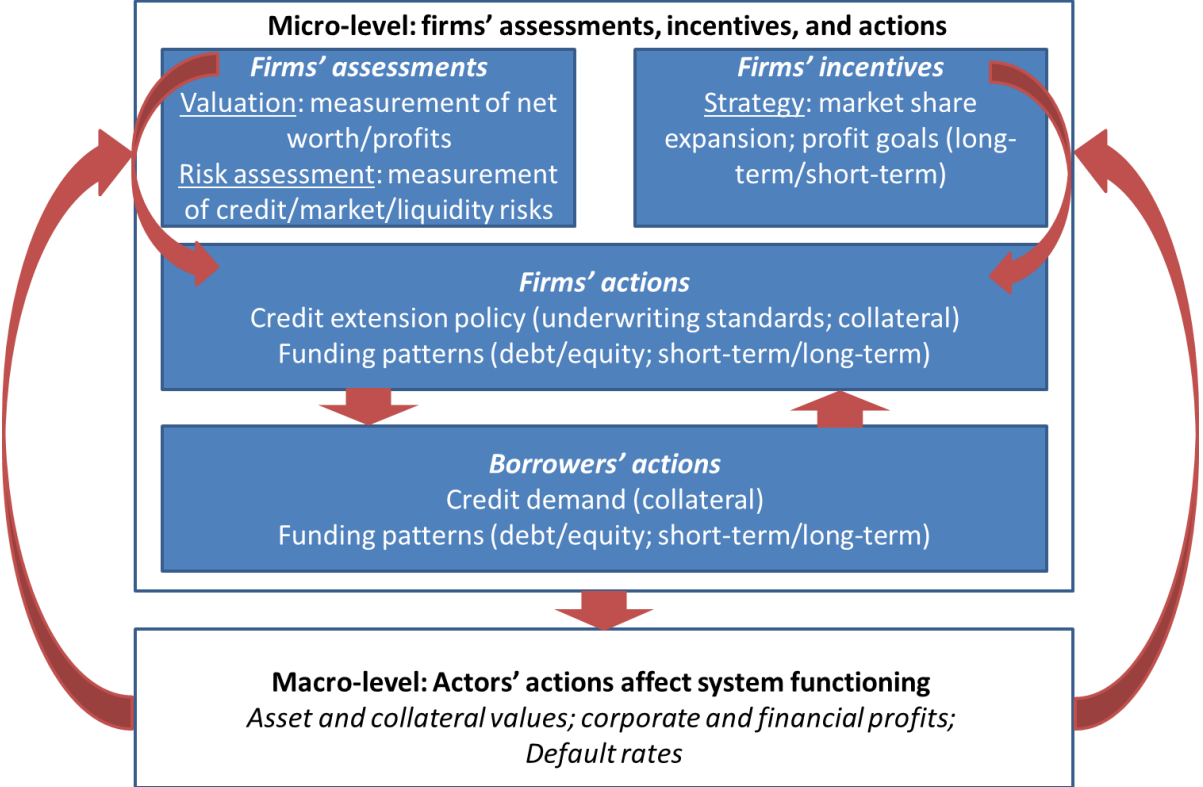 Micro-level: firms’ assessments, incentives, and actions
Firms’ assessments
Valuation: measurement of net
worth/profits
Risk assessment: measurement
of credit/market/liquidity risks
Firms’ incentives
Strategy: market share
expansion; profit goals (long-
term/short-term)
Firms’ actions
Credit extension policy (underwriting standards; collateral)
Funding patterns (debt/equity; short-term/long-term)
Borrowers’ actions
Credit demand (collateral)
Funding patterns (debt/equity; short-term/long-term)
Macro-level: Actors’ actions affect system functioning
Asset and collateral values; corporate and financial profits;
Default rates